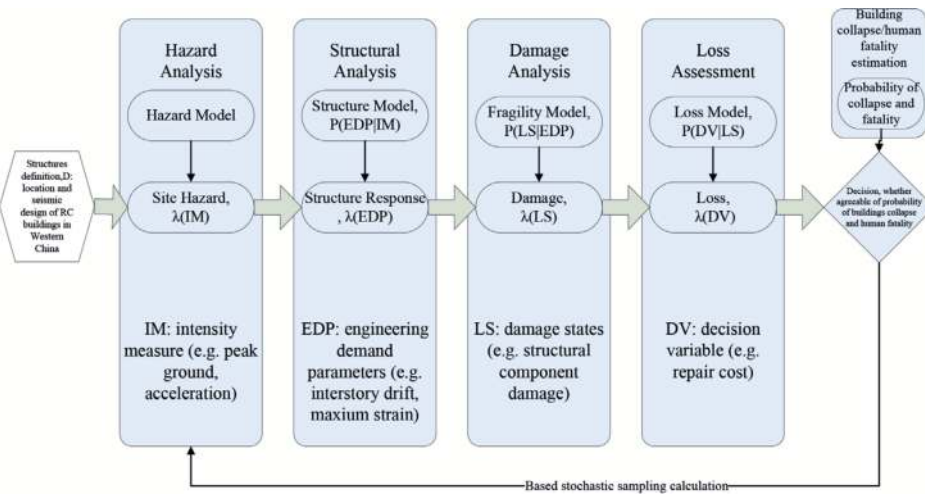 Structures
definition,D:
location and
seismic
design of RC
buildings in
Western
China
Hazard
Analysis
Hazard Model
Site Hazard,
λ(IM)
IM: intensity
measure (e.g. peak
ground,
acceleration)
Structural
Analysis
Structure Model,
P(EDP|IM)
Structure Response
, λ(EDP)
EDP: engineering
demand
parameters (e.g.
interstory drift,
maxium strain)
Damage
Analysis
Fragility Model,
P(LS|EDP)
Damage,
λ(LS)
LS: damage states
(e.g. structural
component
damage)
Loss
Assessment
Loss Model,
P(DV|LS)
Loss,
λ(DV)
DV: decision
variable (e.g.
repair cost)
Building
collapse/human
fatality
estimation
Probability of
collapse and
fatality
Decision, whether
agreeable of probability
of buildings collapse
and human fatality
Based stochastic sampling calculation